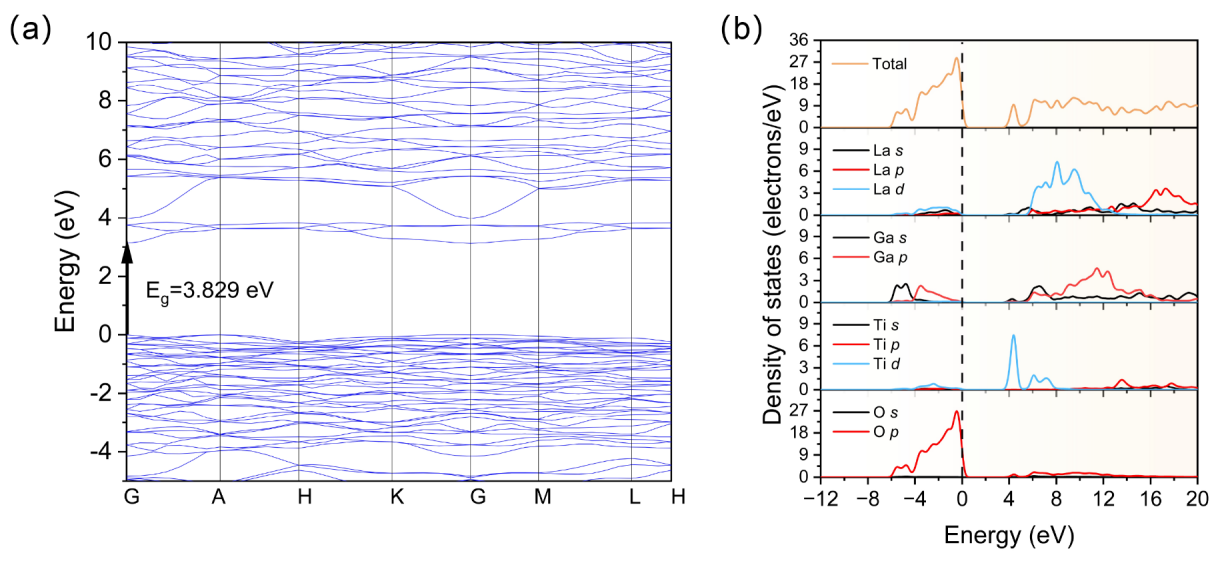 (a)
Energy (eV)
10
8
6
4
2
0
-2
-4
E_g=3.829 eV
G A H K G M L H
(b)
Density of states (electrons/eV)
36
27
18
9
0
Total
9
6
3
0
La s
La p
La d
9
6
3
0
Ga s
Ga p
9
6
3
0
Ti s
Ti p
Ti d
27
18
9
0
O s
O p
−12 −8 −4 0 4 8 12 16 20
Energy (eV)